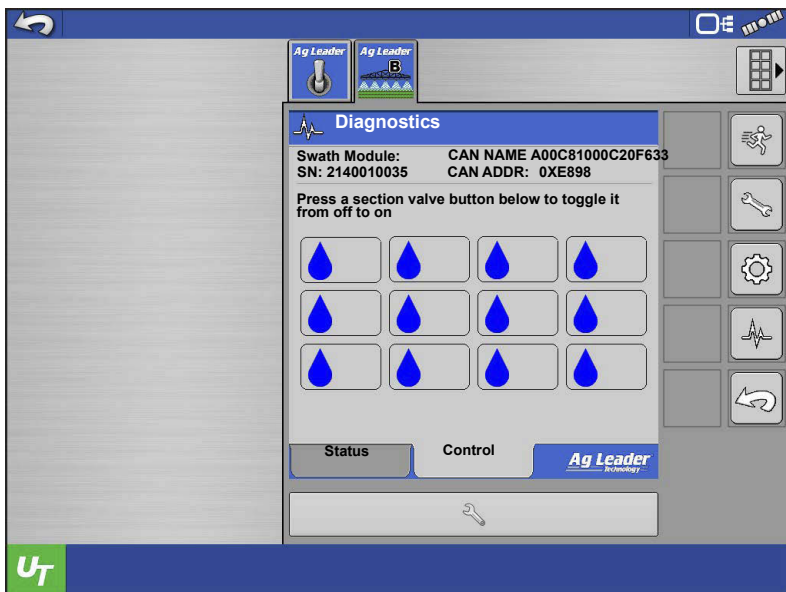 Ag Leader
Ag Leader
B
Diagnostics
Swath Module: CAN NAME A00C81000C20F633
SN: 2140010035 CAN ADDR: 0XE898
Press a section valve button below to toggle it
from off to on
Status
Control
Ag Leader
Technology
UT